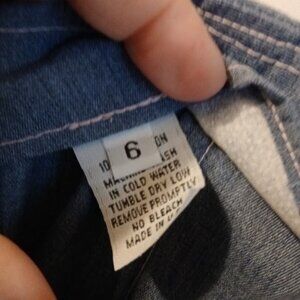 6
IN COLD WATER
TUMBLE DRY LOW
REMOVE PROMPTLY
NO BLEACH
MADE IN